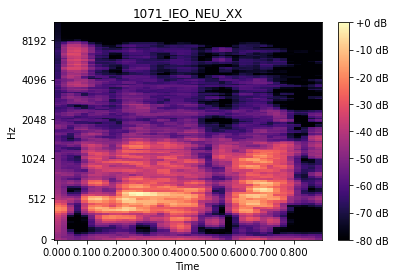 1071_IEO_NEU_XX
+0 dB
8192
-10 dB
4096
-20 dB
-30 dB
2048
Hz
-40 dB
1024
-50 dB
512
-60 dB
-70 dB
0
-80 dB
0.000 0.100 0.200 0.300 0.400 0.500 0.600 0.700 0.800
Time